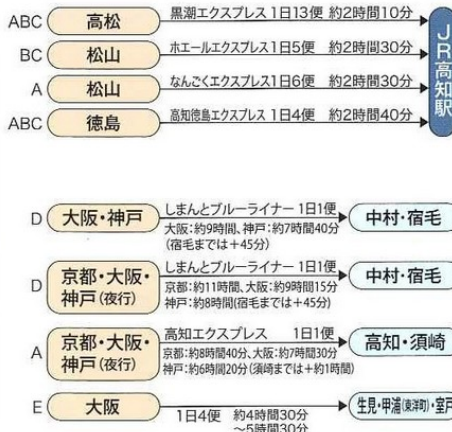 ABC 高松 黒潮エクスプレス 1日13便 約2時間10分
BC 松山 ホエールエクスプレス 1日5便 約2時間30分
A 松山 なんごくエクスプレス 1日6便 約2時間30分
ABC 徳島 高知徳島エクスプレス 1日4便 約2時間40分
JR高知駅
D 大阪・神戸 しまんとブルーライナー 1日1便 中村・宿毛
大阪:約9時間、神戸:約7時間40分
(宿毛までは+45分)
D 京都・大阪・神戸(夜行) しまんとブルーライナー 1日1便 中村・宿毛
京都:約11時間、大阪:約9時間15分
神戸:約8時間(宿毛までは+45分)
A 京都・大阪・神戸(夜行) 高知エクスプレス 1日1便 高知・須崎
京都:約8時間40分、大阪:約7時間30分
神戸:約6時間20分(須崎までは+約1時間)
E 大阪 生見・甲浦(東洋町)・室戸
1日4便 約4時間30分
~5時間30分